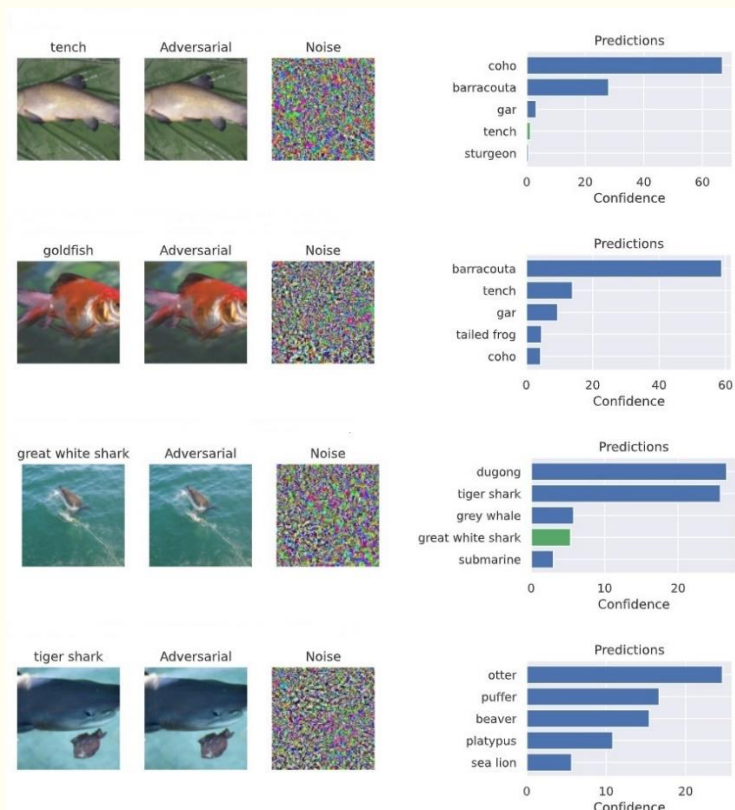 tench Adversarial Noise
Predictions
coho
barracouta
gar
tench
sturgeon
0 20 40 60
Confidence
goldfish Adversarial Noise
Predictions
barracouta
tench
gar
tailed frog
coho
0 20 40 60
Confidence
great white shark Adversarial Noise
Predictions
dugong
tiger shark
grey whale
great white shark
submarine
0 10 20
Confidence
tiger shark Adversarial Noise
Predictions
otter
puffer
beaver
platypus
sea lion
0 10 20
Confidence